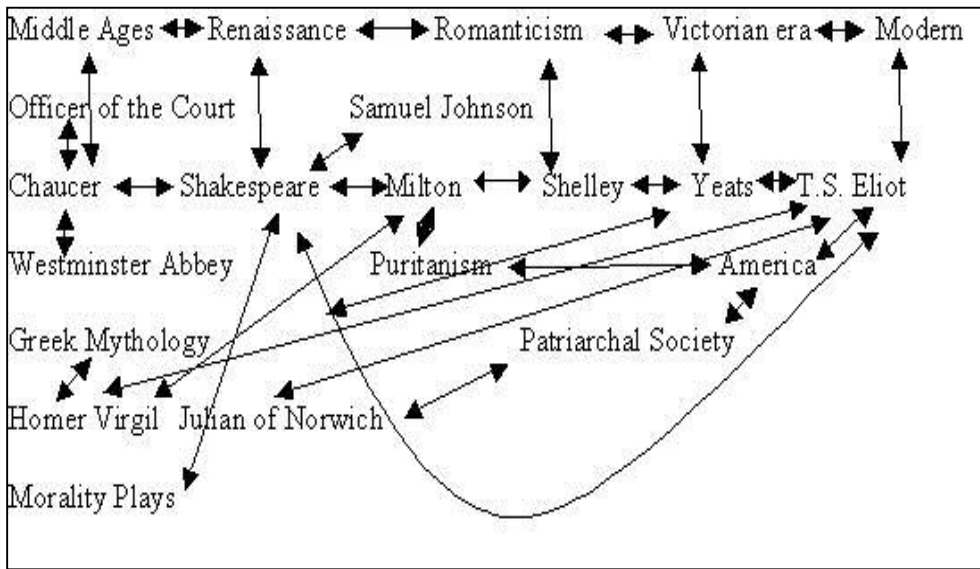 Middle Ages Renaissance Romanticism Victorian era Modern
Officer of the Court Samuel Johnson
Chaucer Shakespeare Milton Shelley Yeats T.S. Eliot
Westminster Abbey Puritanism America
Greek Mythology Patriarchal Society
Homer Virgil Julian of Norwich
Morality Plays